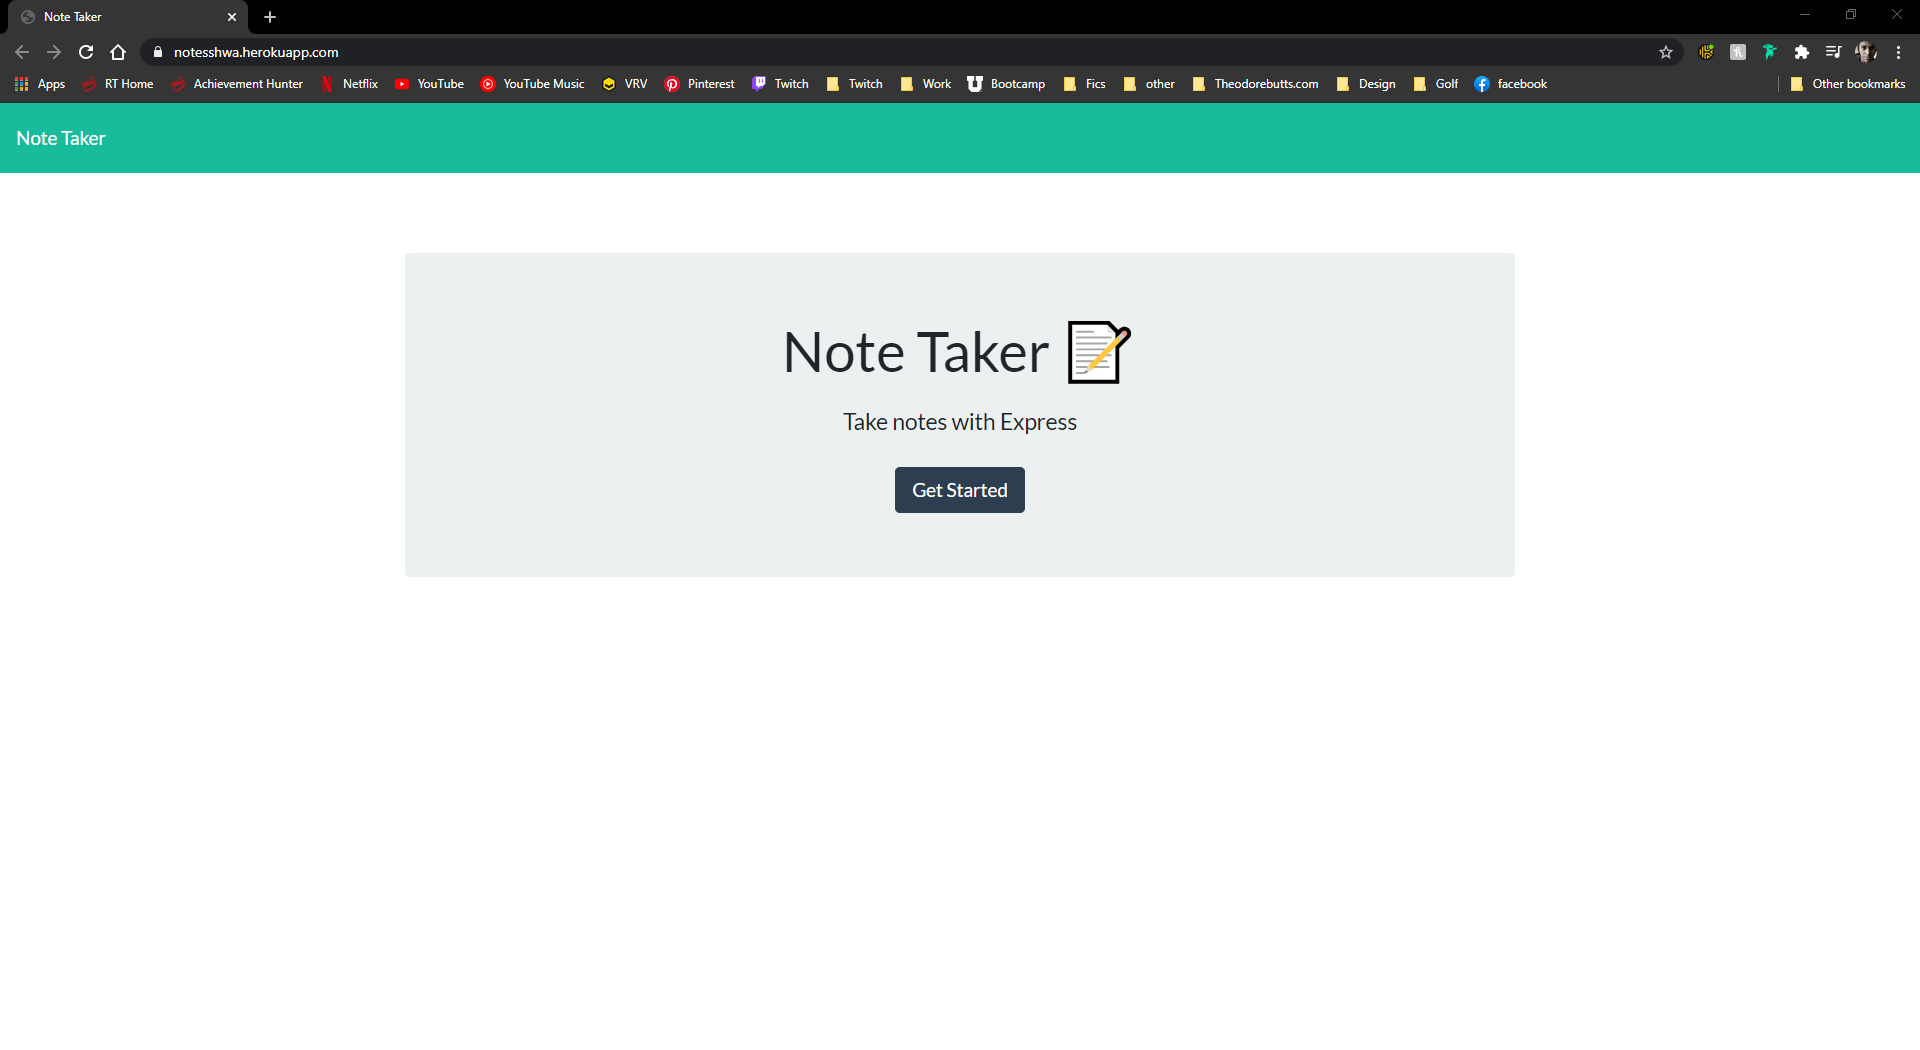 Note Taker
notesshwa.herokuapp.com
Apps RT Home Achievement Hunter Netflix YouTube YouTube Music VRV Pinterest Twitch Twitch Work Bootcamp Fics other Theodorebutts.com Design Golf facebook Other bookmarks
Note Taker
Note Taker
Take notes with Express
Get Started